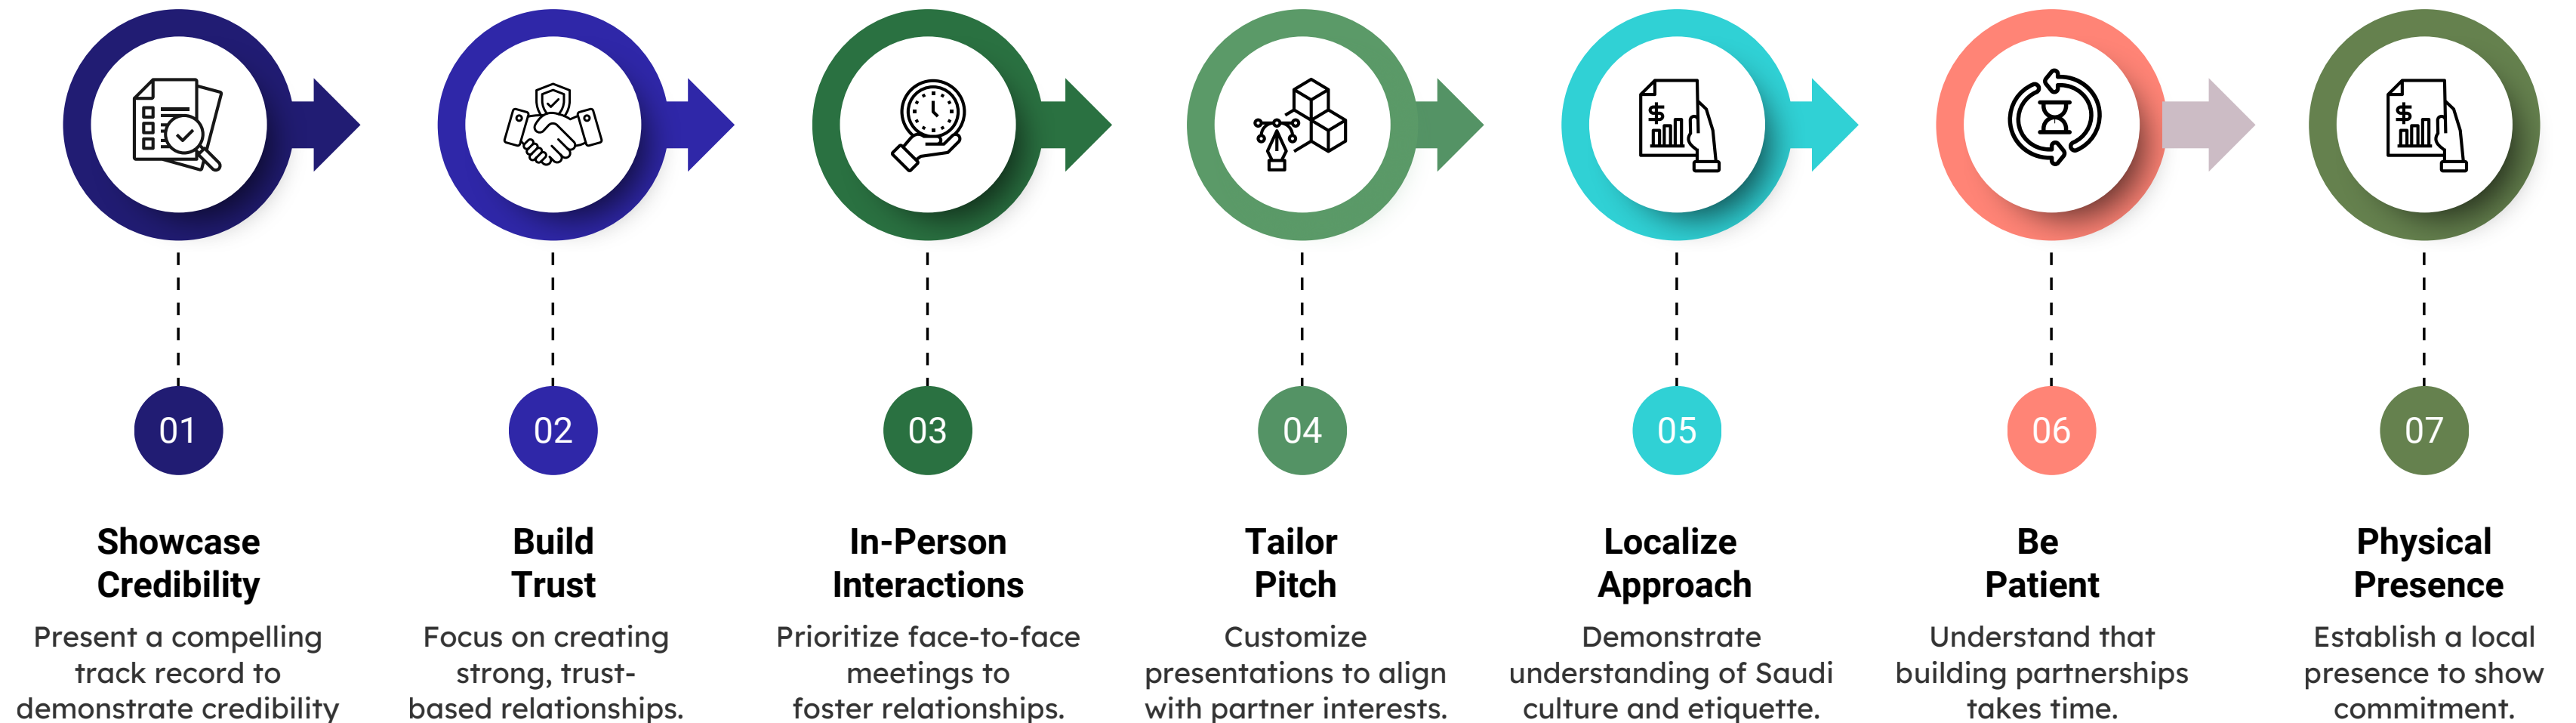 01
Showcase
Credibility
Present a compelling
track record to
demonstrate credibility
02
Build
Trust
Focus on creating
strong, trust-
based relationships.
03
In-Person
Interactions
Prioritize face-to-face
meetings to
foster relationships.
04
Tailor
Pitch
Customize
presentations to align
with partner interests.
$
05
Localize
Approach
Demonstrate
understanding of Saudi
culture and etiquette.
06
Be
Patient
Understand that
building partnerships
takes time.
$
07
Physical
Presence
Establish a local
presence to show
commitment.